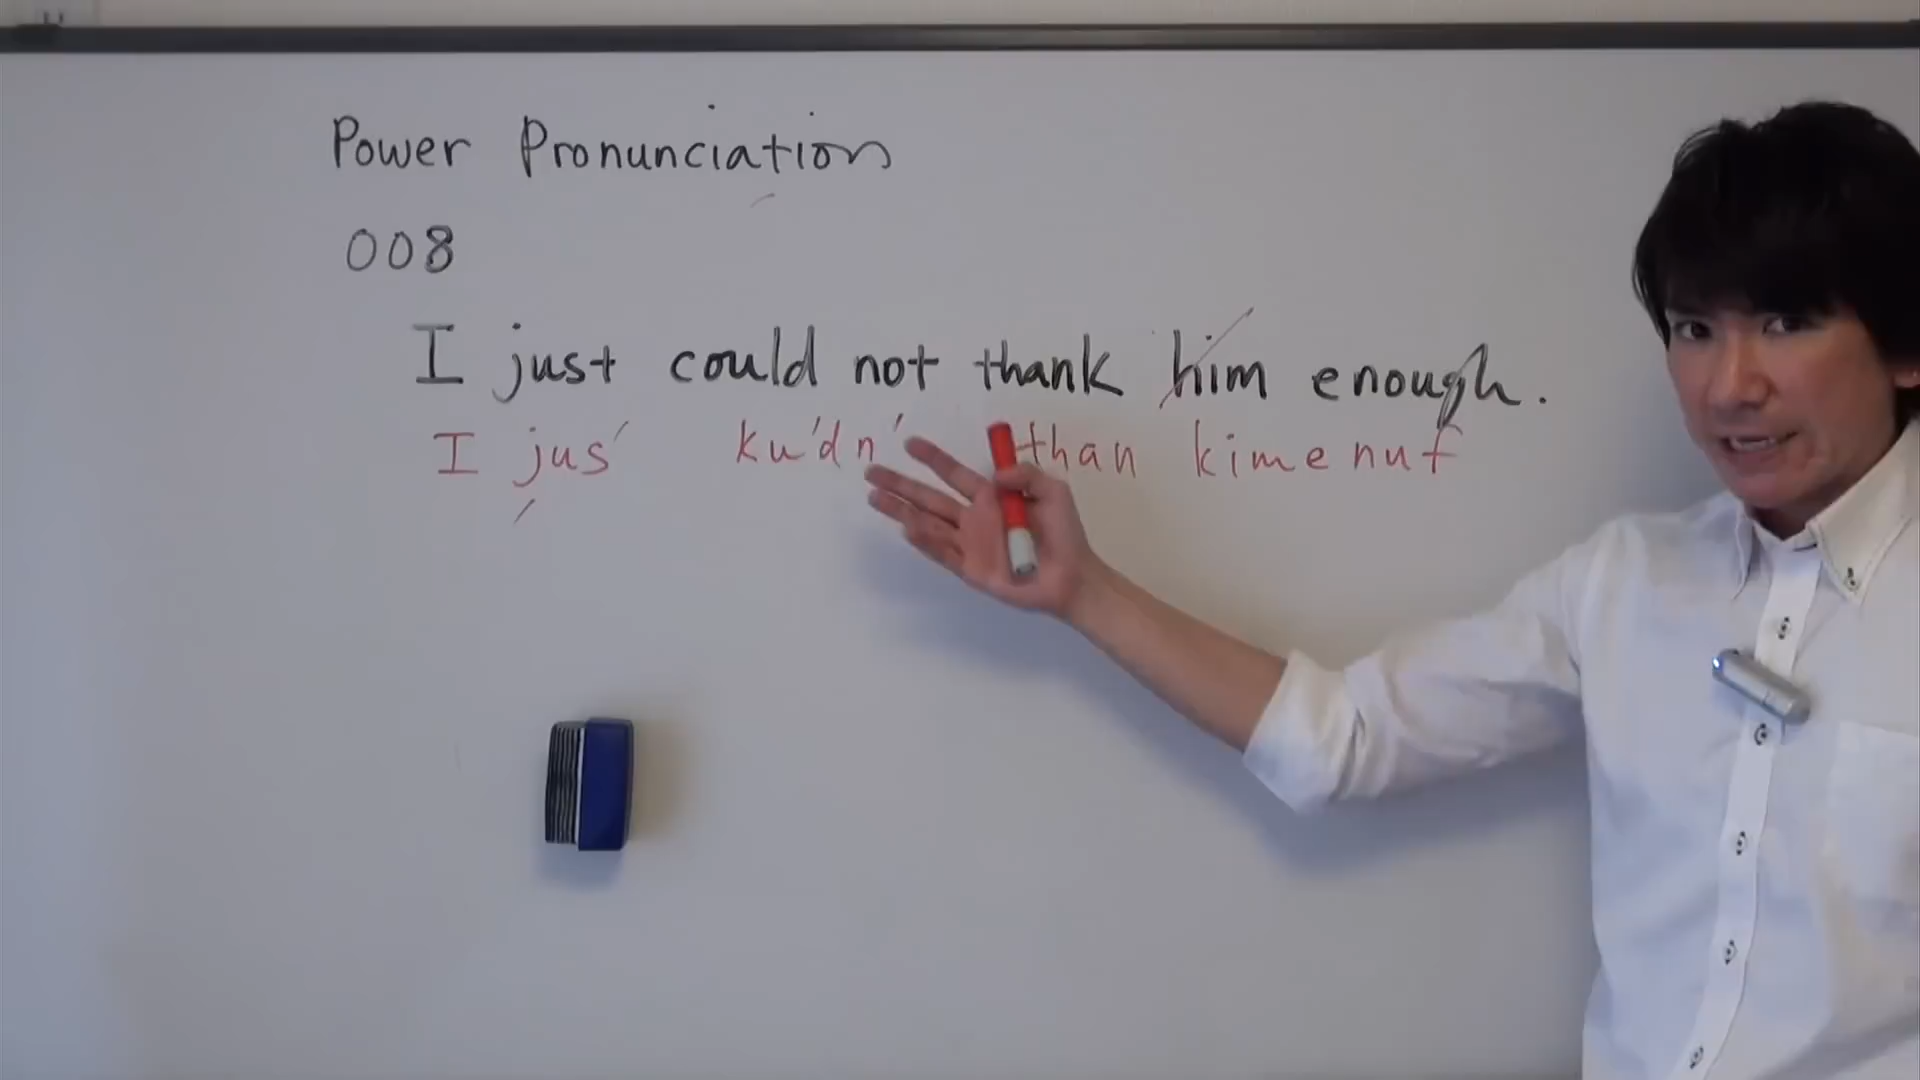 Power Pronunciation
008
I just could not thank him enough.
I jus' ku'dn' than kimenuf